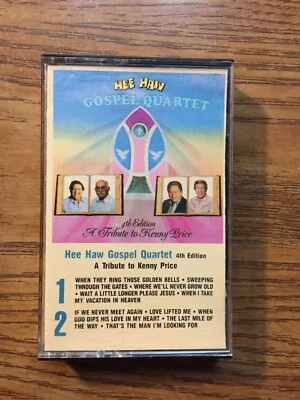 HEE HAW
GOSPEL QUARTET
4th Edition
A Tribute to Kenny Price
Hee Haw Gospel Quartet 4th Edition
A Tribute to Kenny Price
1 WHEN THEY RING THOSE GOLDEN BELLS • SWEEPING
THROUGH THE GATES • WHERE WE'LL NEVER GROW OLD
• WAIT A LITTLE LONGER PLEASE JESUS • WHEN I TAKE
MY VACATION IN HEAVEN
2 IF WE NEVER MEET AGAIN • LOVE LIFTED ME • WHEN
GOD DIPS HIS LOVE IN MY HEART • THE LAST MILE OF
THE WAY • THAT'S THE MAN I'M LOOKING FOR